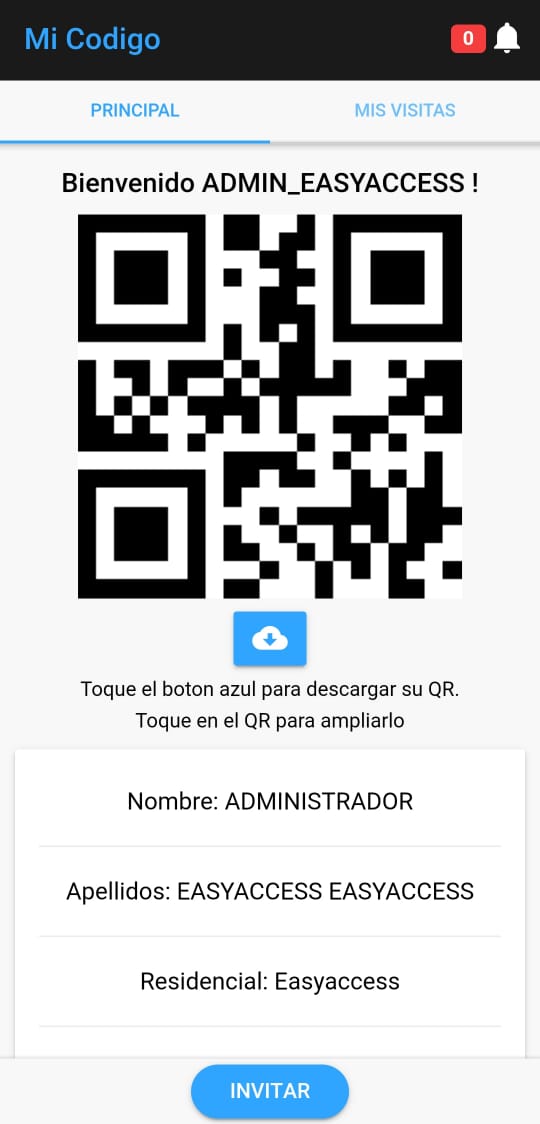 Mi Codigo
0
PRINCIPAL
MIS VISITAS
Bienvenido ADMIN_EASYACCESS !
Toque el boton azul para descargar su QR.
Toque en el QR para ampliarlo
Nombre: ADMINISTRADOR
Apellidos: EASYACCESS EASYACCESS
Residencial: Easyaccess
INVITAR